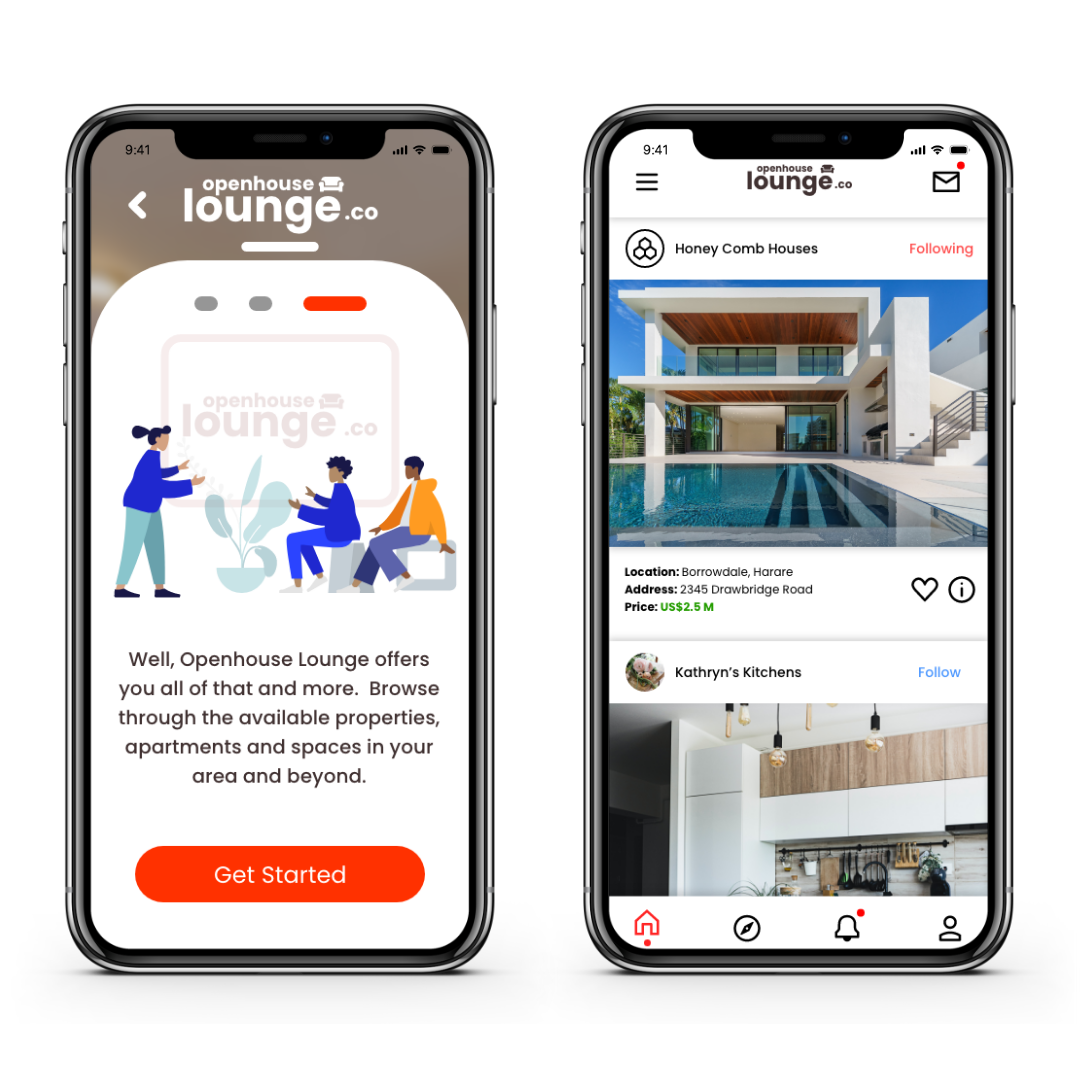 9:41
openhouse
lounge.co
openhouse
lounge.co
Well, Openhouse Lounge offers
you all of that and more. Browse
through the available properties,
apartments and spaces in your
area and beyond.
Get Started
9:41
openhouse
lounge.co
Honey Comb Houses
Following
Location: Borrowdale, Harare
Address: 2345 Drawbridge Road
Price: US$2.5 M
Kathryn’s Kitchens
Follow